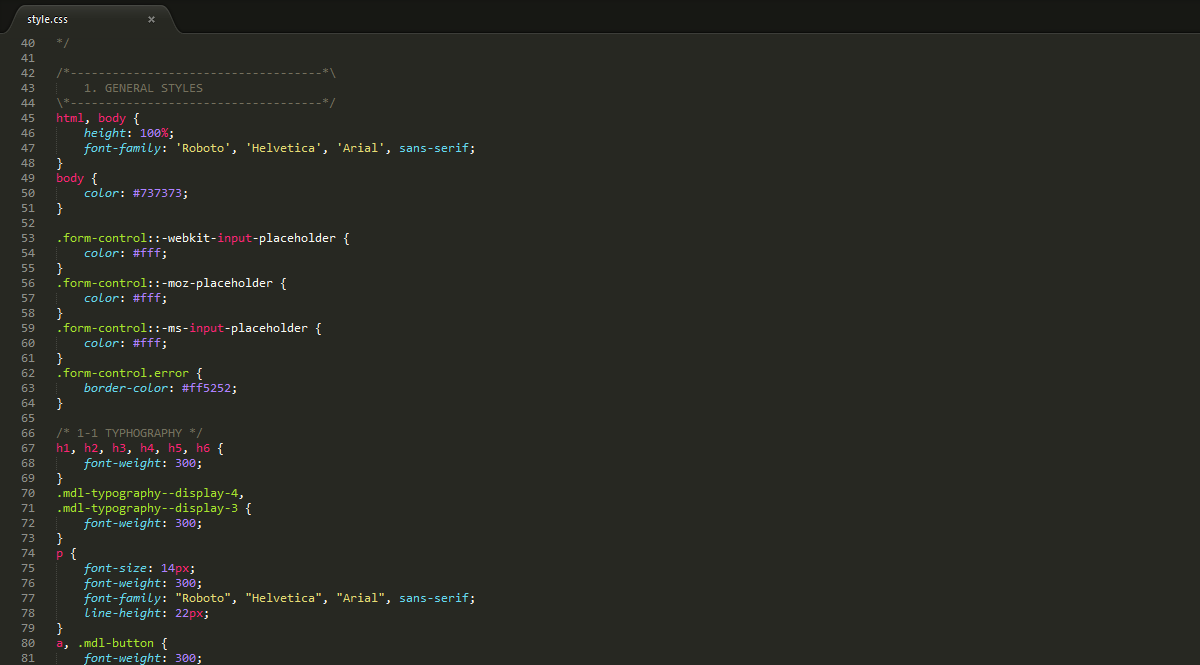 style.css ×
40 */
41
42 /*------------------------------------*\
43     1. GENERAL STYLES
44 \*------------------------------------*/
45 html, body {
46     height: 100%;
47     font-family: 'Roboto', 'Helvetica', 'Arial', sans-serif;
48 }
49 body {
50     color: #737373;
51 }
52
53 .form-control::-webkit-input-placeholder {
54     color: #fff;
55 }
56 .form-control::-moz-placeholder {
57     color: #fff;
58 }
59 .form-control::-ms-input-placeholder {
60     color: #fff;
61 }
62 .form-control.error {
63     border-color: #ff5252;
64 }
65
66 /* 1-1 TYPHOGRAPHY */
67 h1, h2, h3, h4, h5, h6 {
68     font-weight: 300;
69 }
70 .mdl-typography--display-4,
71 .mdl-typography--display-3 {
72     font-weight: 300;
73 }
74 p {
75     font-size: 14px;
76     font-weight: 300;
77     font-family: "Roboto", "Helvetica", "Arial", sans-serif;
78     line-height: 22px;
79 }
80 a, .mdl-button {
81     font-weight: 300;